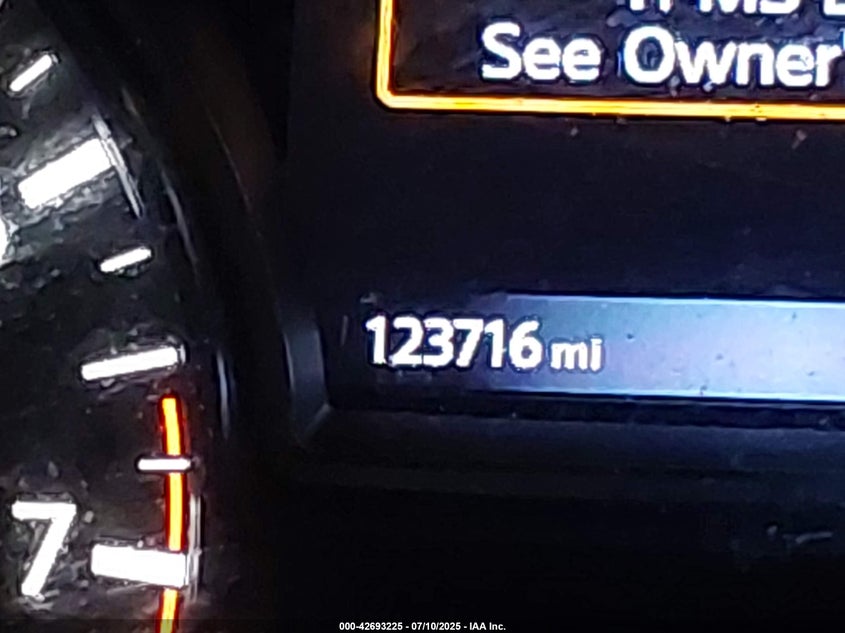 See Owner'
123716 mi
7
000-42693225 - 07/10/2025 - IAA Inc.